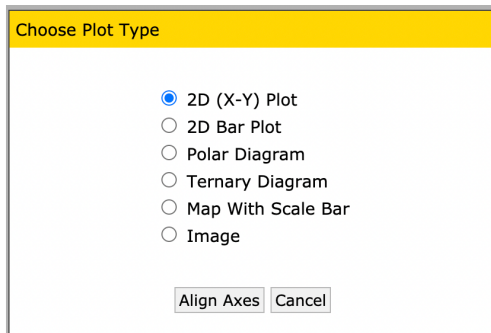 Choose Plot Type
2D (X-Y) Plot
2D Bar Plot
Polar Diagram
Ternary Diagram
Map With Scale Bar
Image
Align Axes Cancel